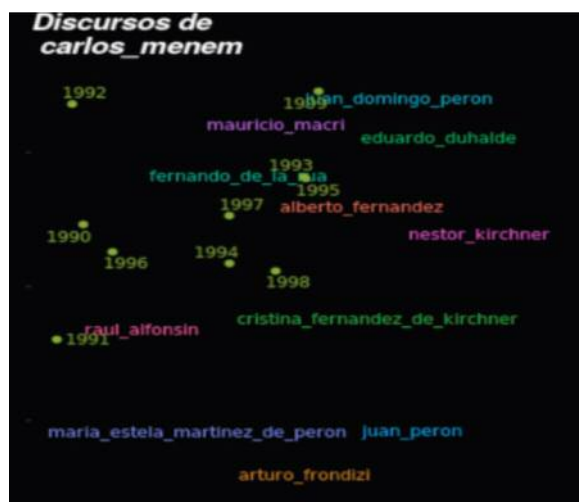 Discursos de
carlos_menem
1992
1989
juan_domingo_peron
mauricio_macri
eduardo_duhalde
1993
fernando_de_la_rua
1995
1997
alberto_fernandez
1990
nestor_kirchner
1994
1996
1998
cristina_fernandez_de_kirchner
raul_alfonsin
1991
maria_estela_martinez_de_peron
juan_peron
arturo_frondizi